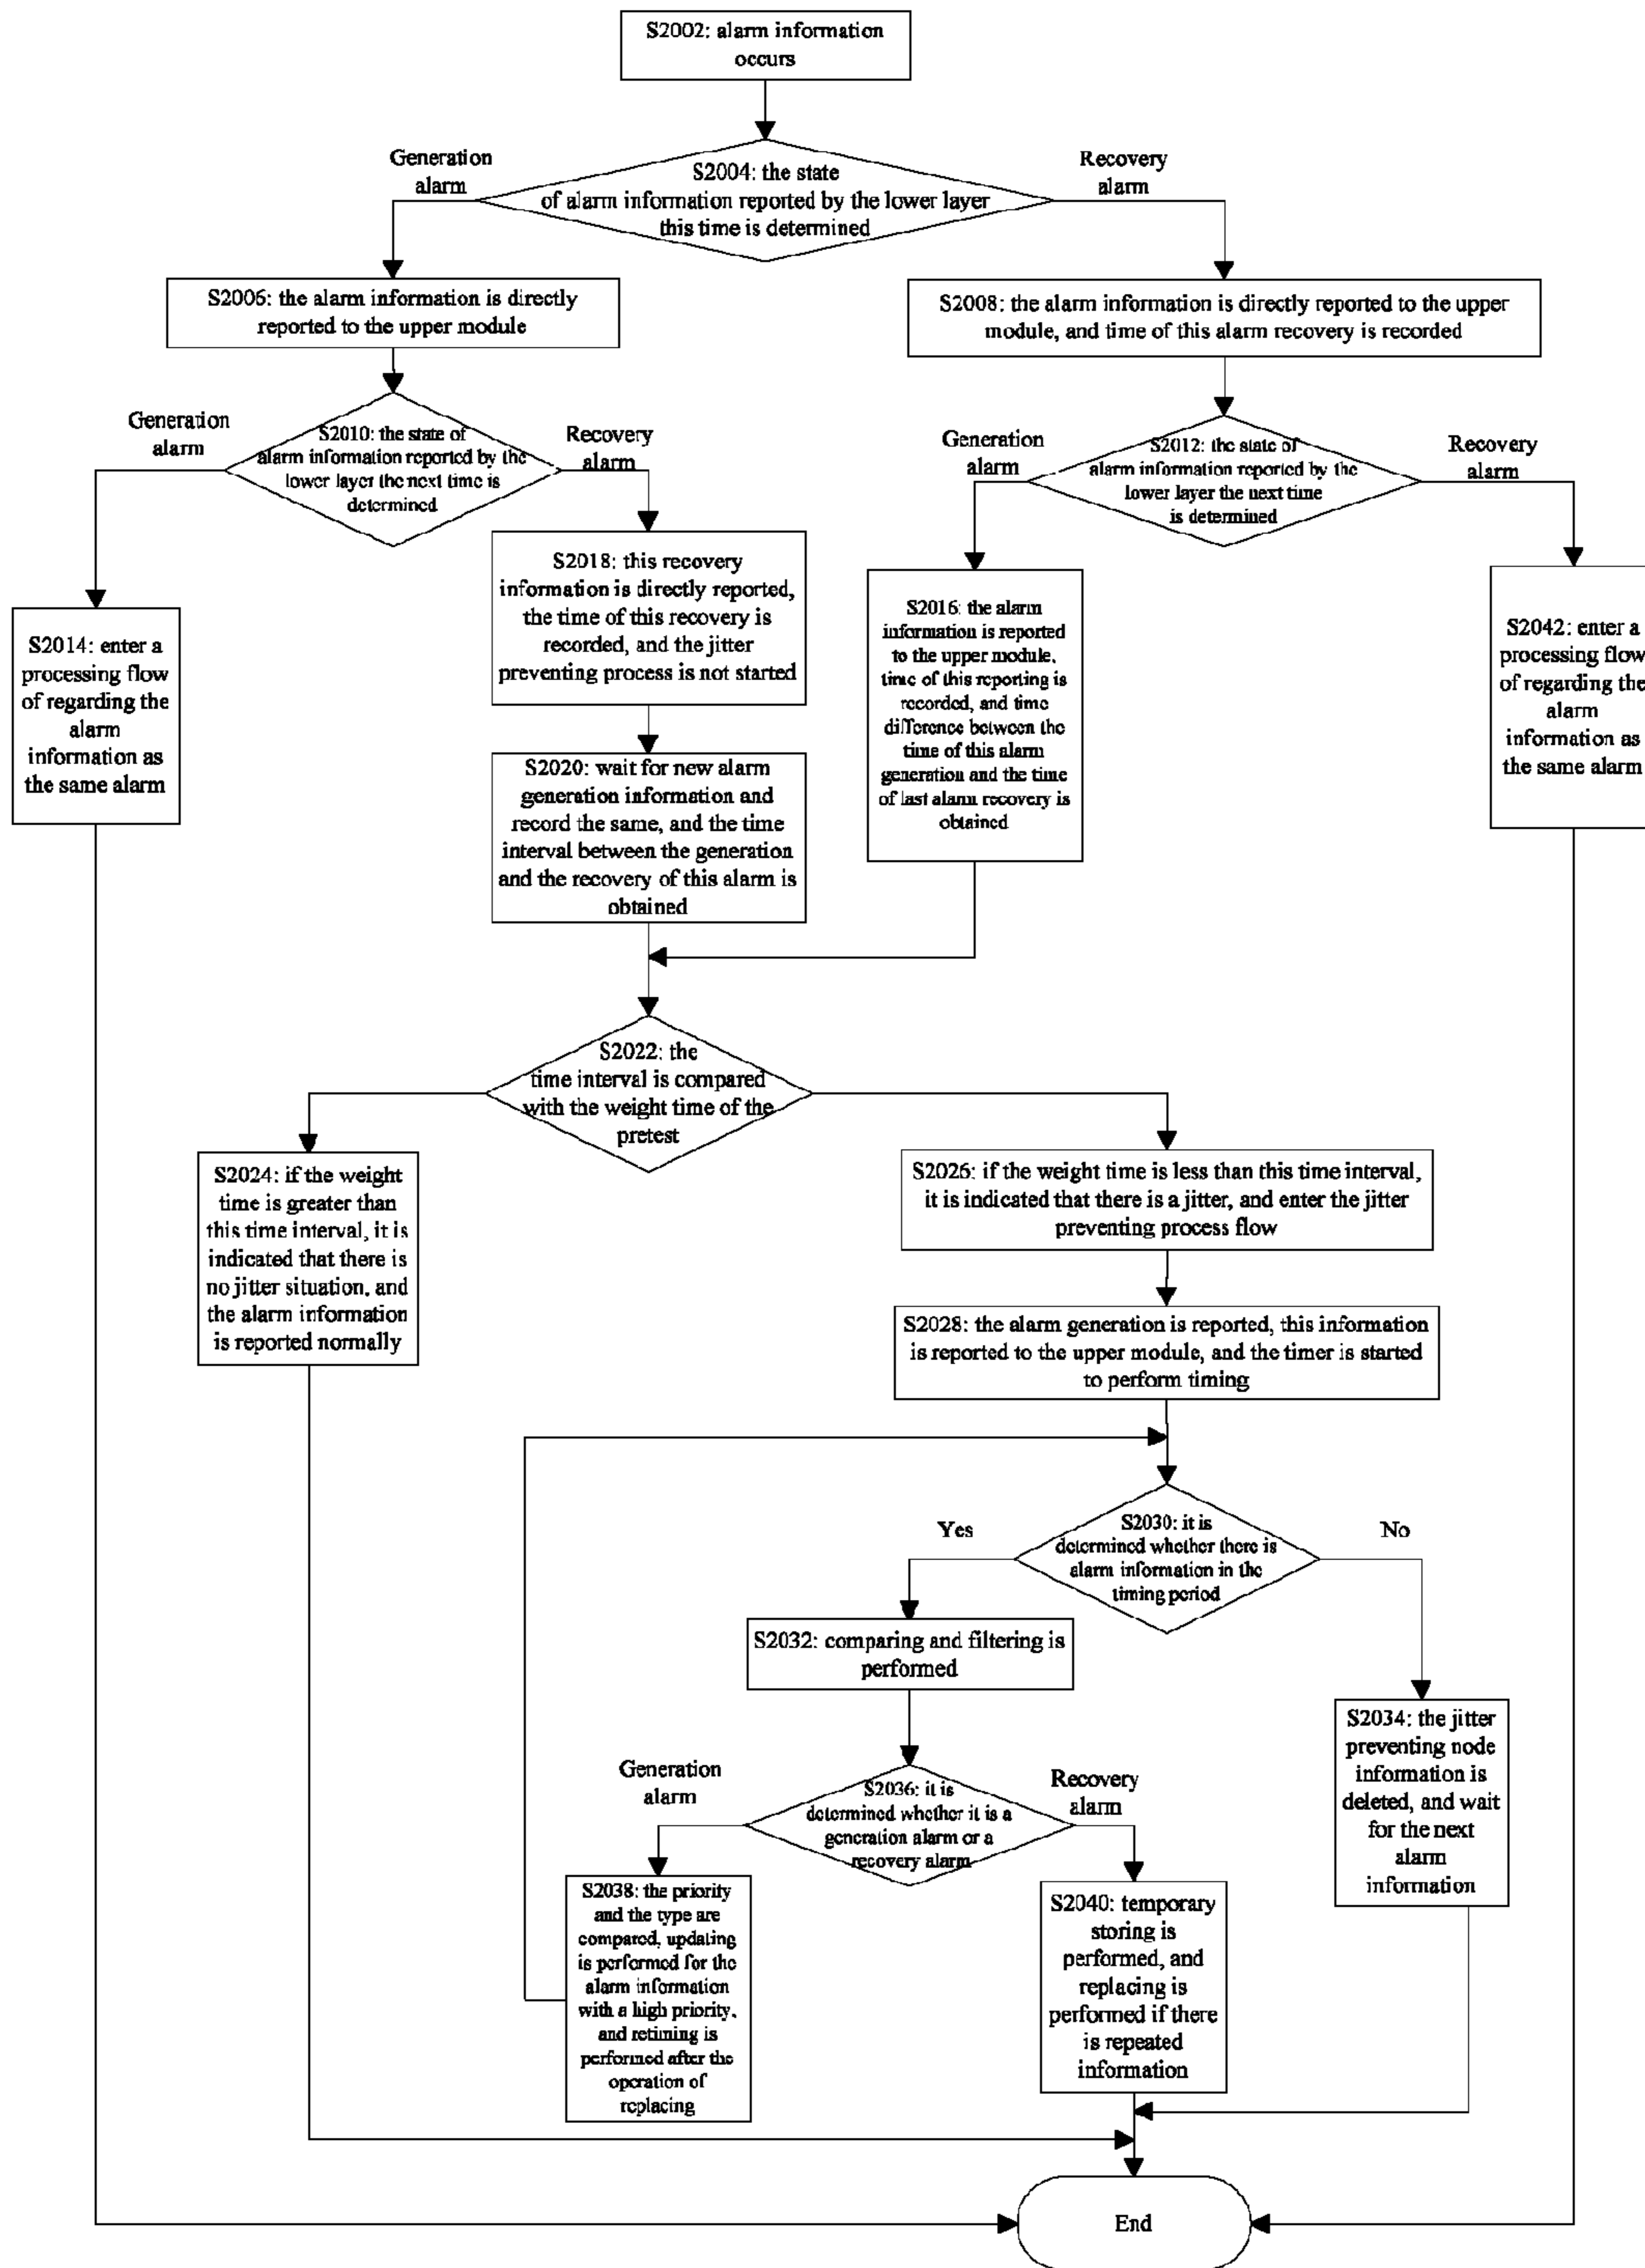 S2002: alarm information
occurs
Generation
alarm
S2004: the state
of alarm information reported by the lower layer
this time is determined
Recovery
alarm
S2006: the alarm information is directly
reported to the upper module
S2008: the alarm information is directly reported to the upper
module, and time of this alarm recovery is recorded
Generation
alarm
S2010: the state of
alarm information reported by the
lower layer the next time is
determined
Recovery
alarm
Generation
alarm
S2012: the state of
alarm information reported by the
lower layer the next time
is determined
Recovery
alarm
S2014: enter a
processing flow
of regarding the
alarm
information as
the same alarm
S2018: this recovery
information is directly reported,
the time of this recovery is
recorded, and the jitter
preventing process is not started
S2016: the alarm
information is reported
to the upper module,
time of this reporting is
recorded, and time
difference between the
time of this alarm
generation and the time
of last alarm recovery is
obtained
S2042: enter a
processing flow
of regarding the
alarm
information as
the same alarm
S2020: wait for new alarm
generation information and
record the same, and the time
interval between the generation
and the recovery of this alarm is
obtained
S2022: the
time interval is compared
with the weight time of the
pretest
S2024: if the weight
time is greater than
this time interval, it is
indicated that there is
no jitter situation, and
the alarm information
is reported normally
S2026: if the weight time is less than this time interval,
it is indicated that there is a jitter, and enter the jitter
preventing process flow
S2028: the alarm generation is reported, this information
is reported to the upper module, and the timer is started
to perform timing
Yes
S2030: it is
determined whether there is
alarm information in the
timing period
No
S2032: comparing and filtering is
performed
S2034: the jitter
preventing node
information is
deleted, and wait
for the next
alarm
information
Generation
alarm
S2036: it is
determined whether it is a
generation alarm or a
recovery alarm
Recovery
alarm
S2038: the priority
and the type are
compared, updating
is performed for the
alarm information
with a high priority,
and retiming is
performed after the
operation of
replacing
S2040: temporary
storing is
performed, and
replacing is
performed if there
is repeated
information
End